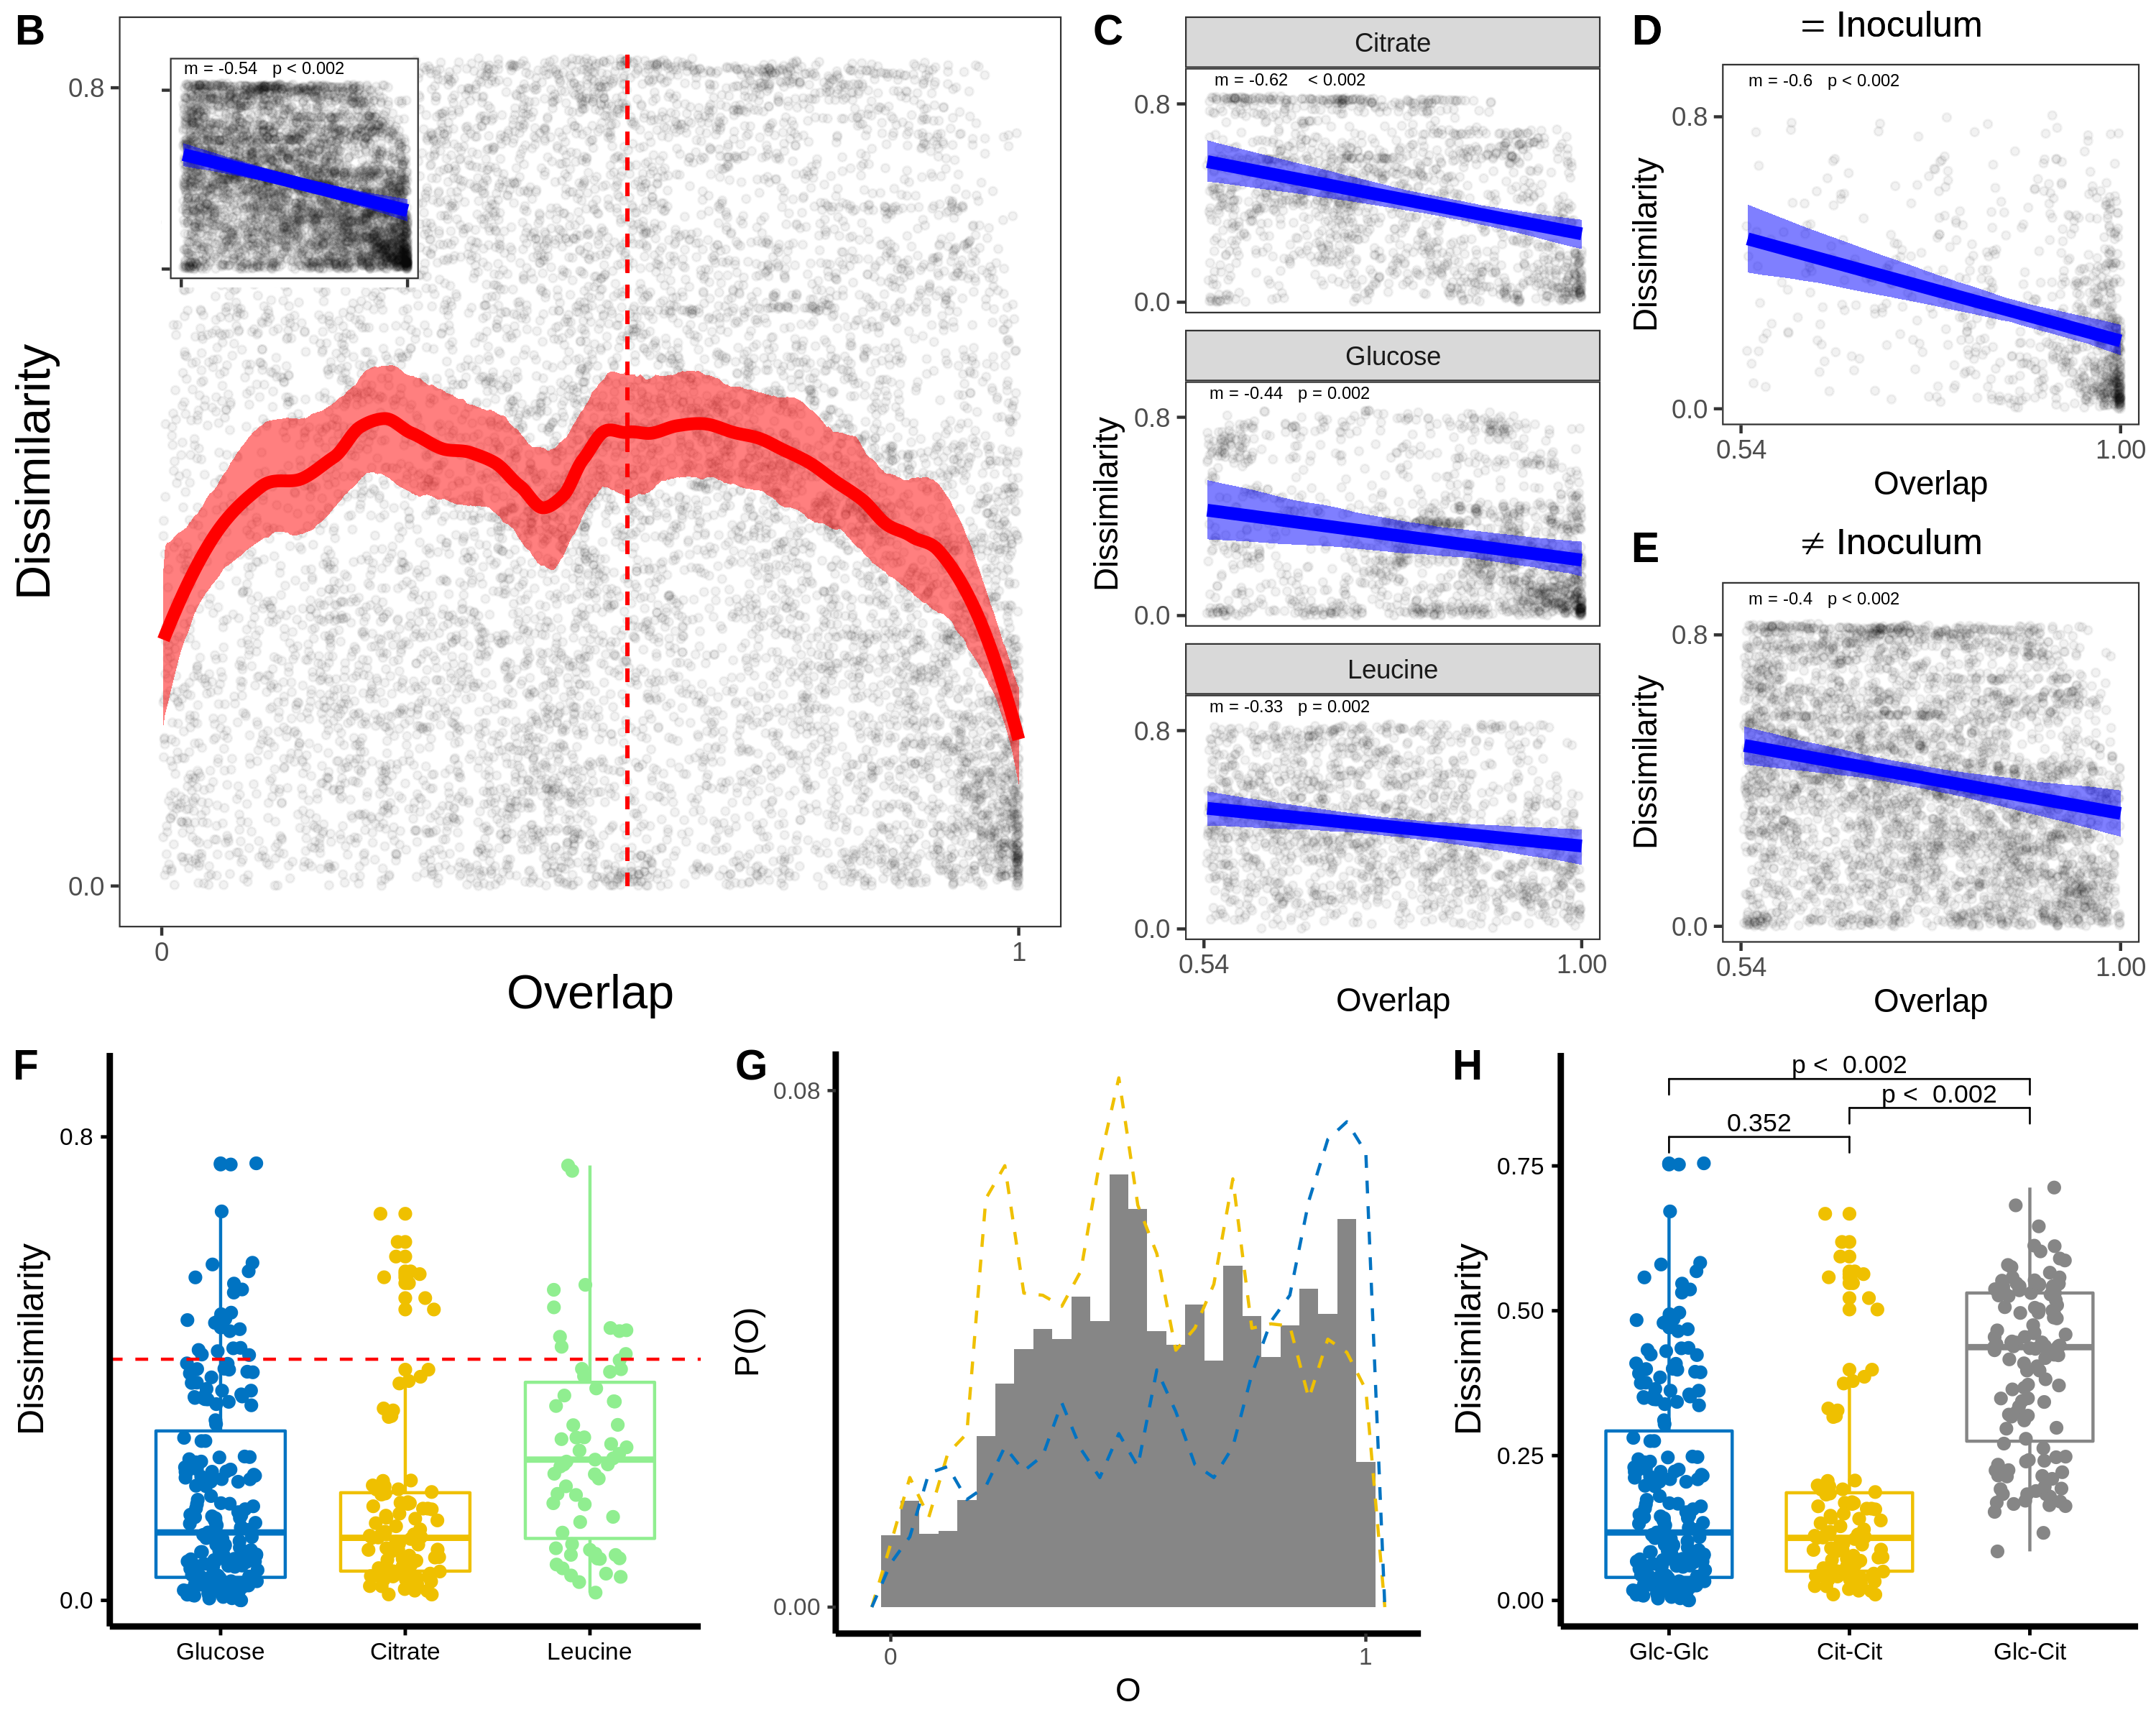 B
m = -0.54 p < 0.002
0.8
0.0
Dissimilarity
0 1
Overlap
C
Citrate
m = -0.62 < 0.002
0.8
0.0
Glucose
m = -0.44 p = 0.002
0.8
0.0
Dissimilarity
Leucine
m = -0.33 p = 0.002
0.8
0.0
0.54 1.00
Overlap
D
= Inoculum
m = -0.6 p < 0.002
0.8
0.0
Dissimilarity
0.54 1.00
Overlap
E
≠ Inoculum
m = -0.4 p < 0.002
0.8
0.0
Dissimilarity
0.54 1.00
Overlap
F
0.8
0.0
Dissimilarity
Glucose Citrate Leucine
G
0.08
0.00
P(O)
0 1
O
H
p < 0.002
p < 0.002
0.352
0.75
0.50
0.25
0.00
Dissimilarity
Glc-Glc Cit-Cit Glc-Cit